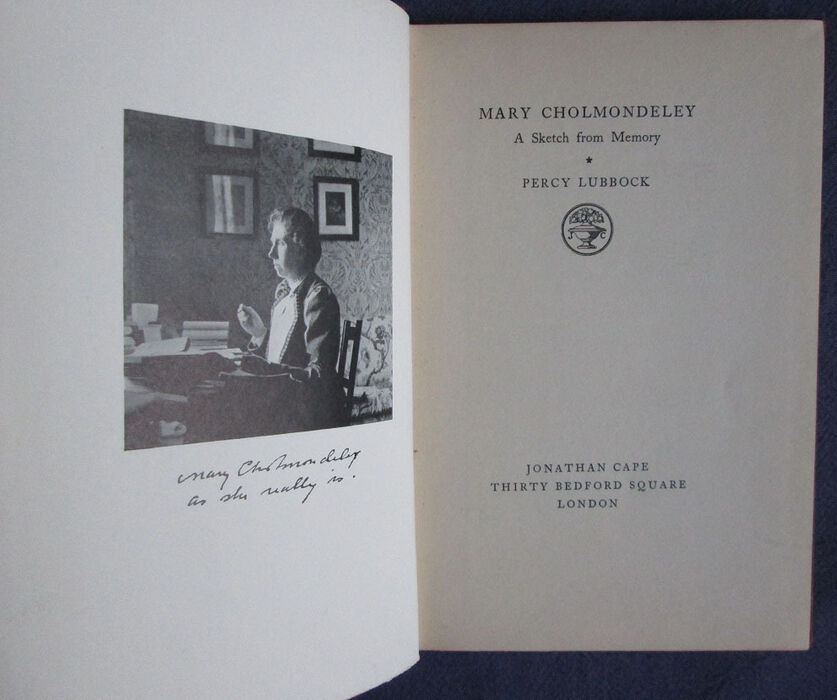 Mary Cholmondeley
as she really is.
MARY CHOLMONDELEY
A Sketch from Memory
*
PERCY LUBBOCK
J C
JONATHAN CAPE
THIRTY BEDFORD SQUARE
LONDON